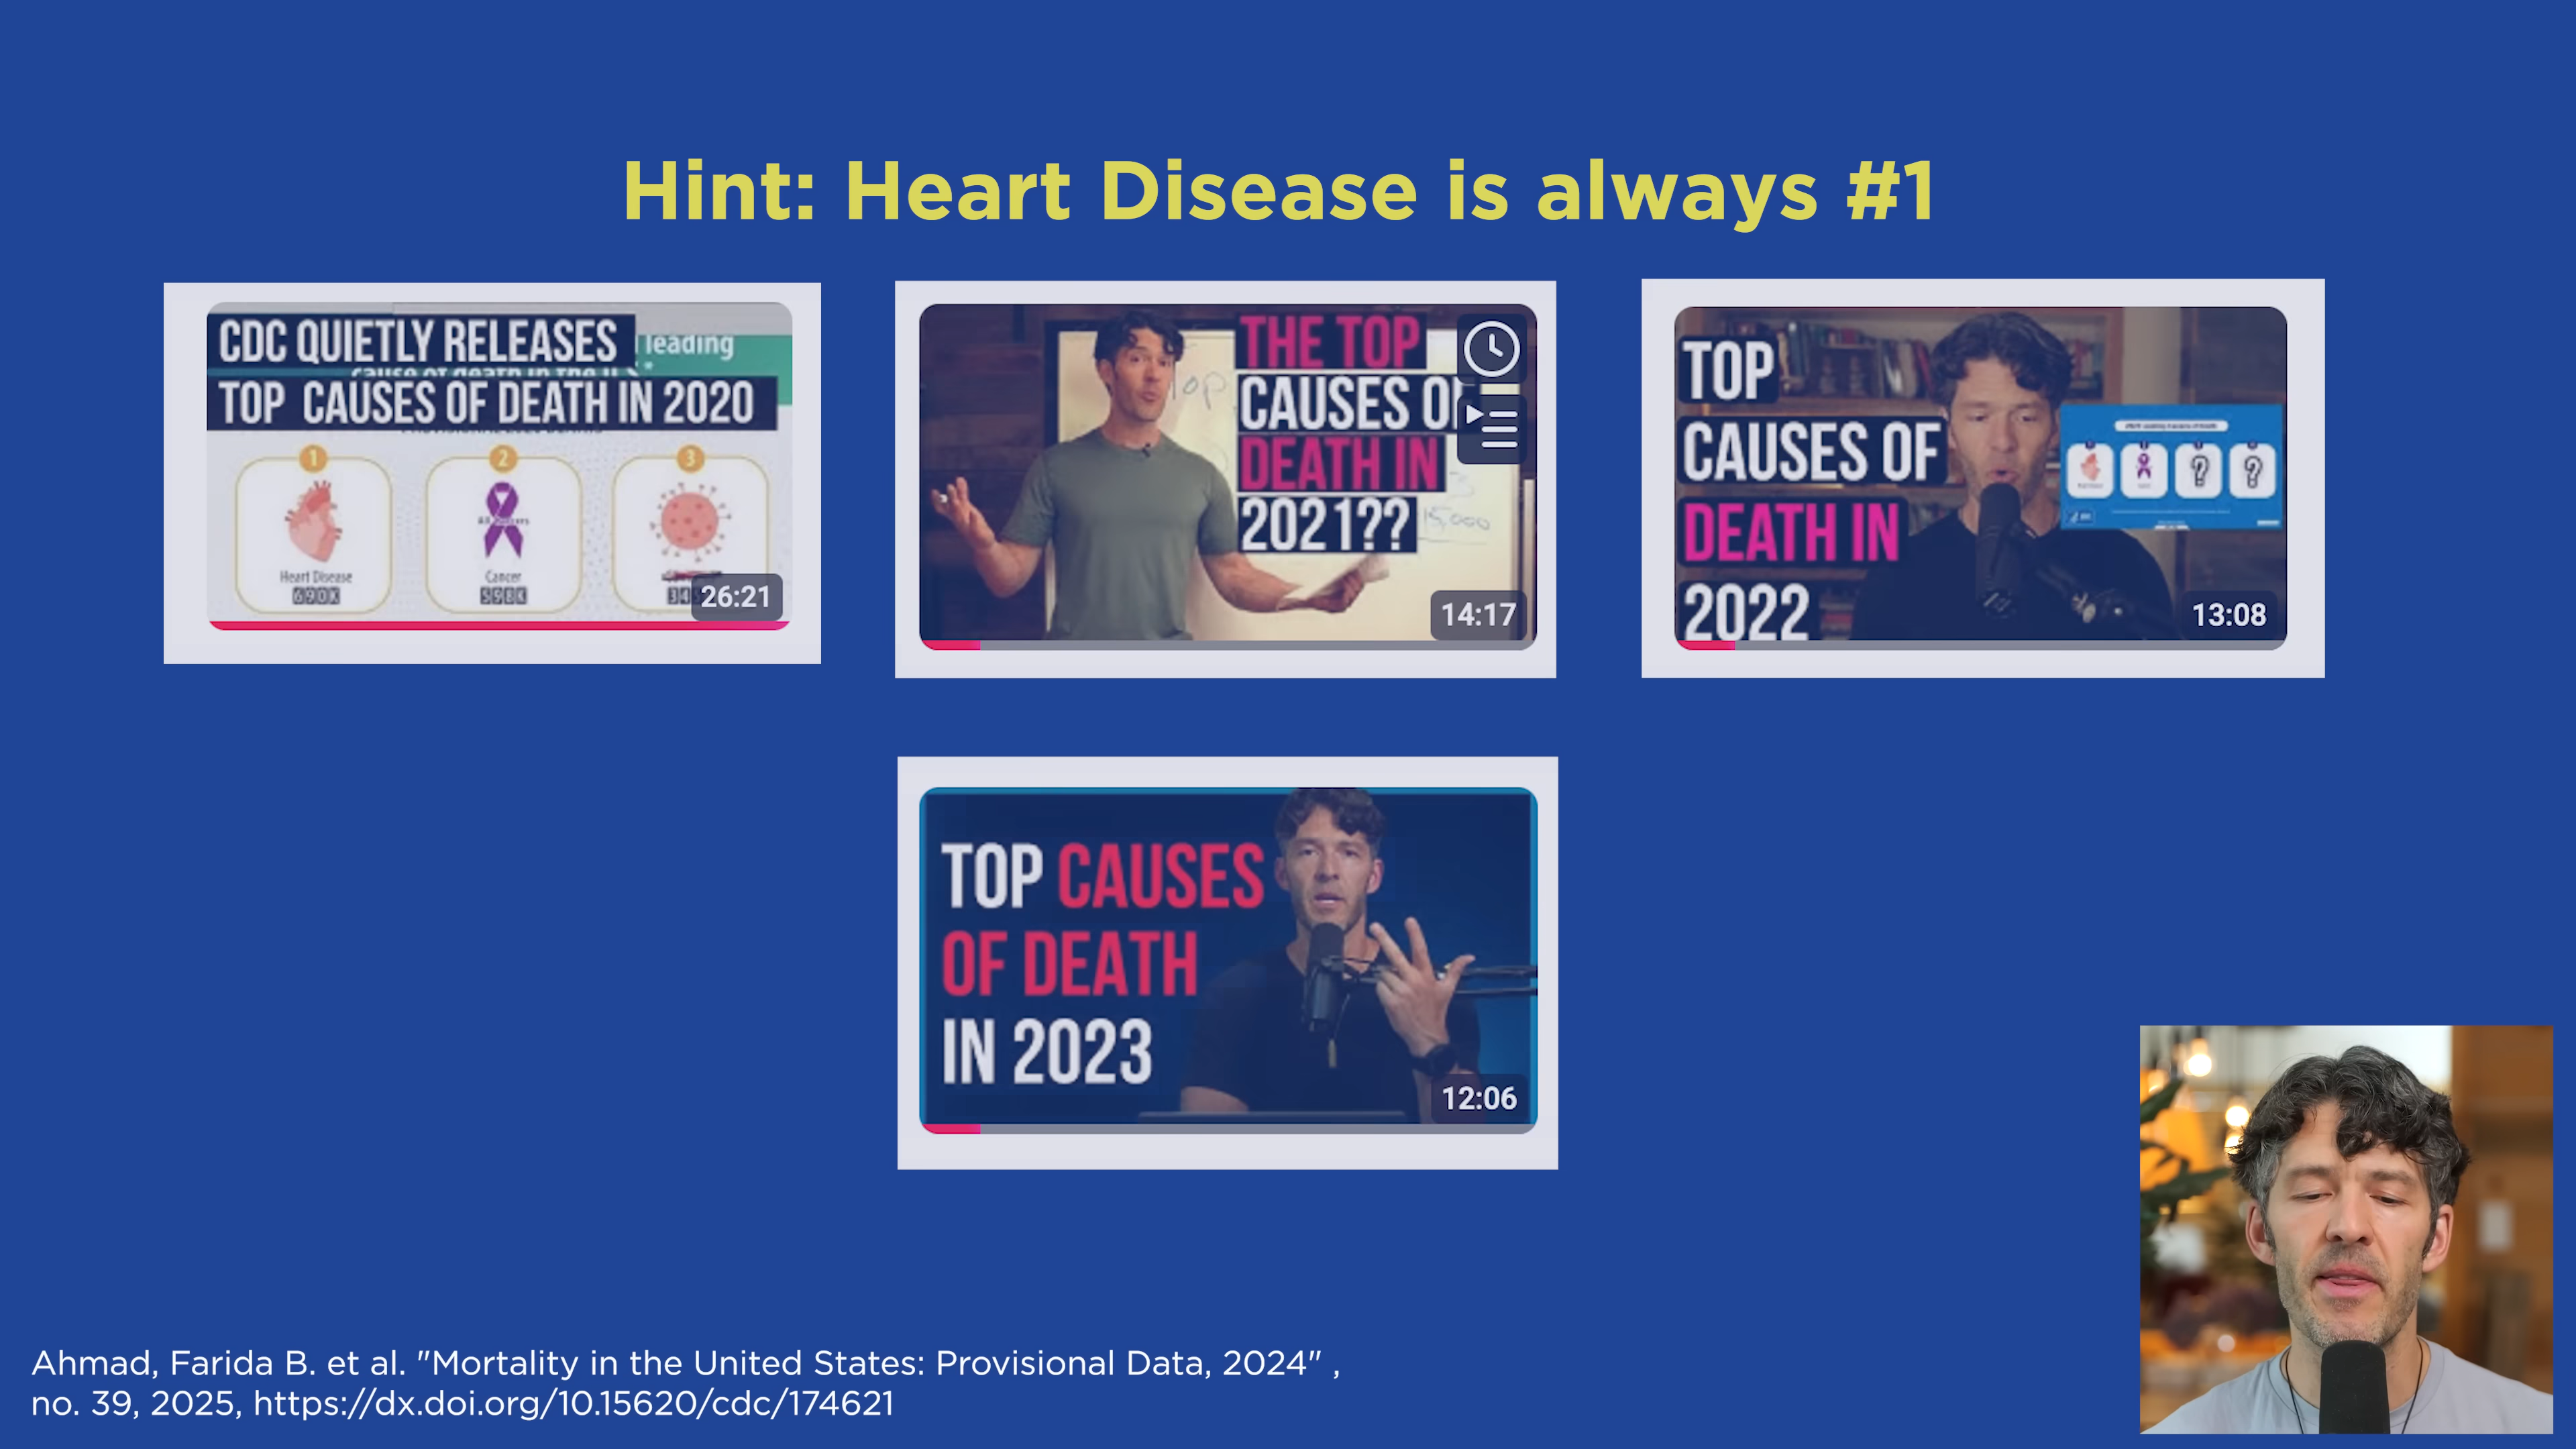 Hint: Heart Disease is always #1
CDC QUIETLY RELEASES
leading
TOP CAUSES OF DEATH IN 2020
1
2
3
Heart Disease
Cancer
690K
598K
26:21
THE TOP
CAUSES OF
DEATH IN
2021??
15,000
14:17
TOP
CAUSES OF
DEATH IN
2022
13:08
TOP CAUSES
OF DEATH
IN 2023
12:06
Ahmad, Farida B. et al. "Mortality in the United States: Provisional Data, 2024" ,
no. 39, 2025, https://dx.doi.org/10.15620/cdc/174621